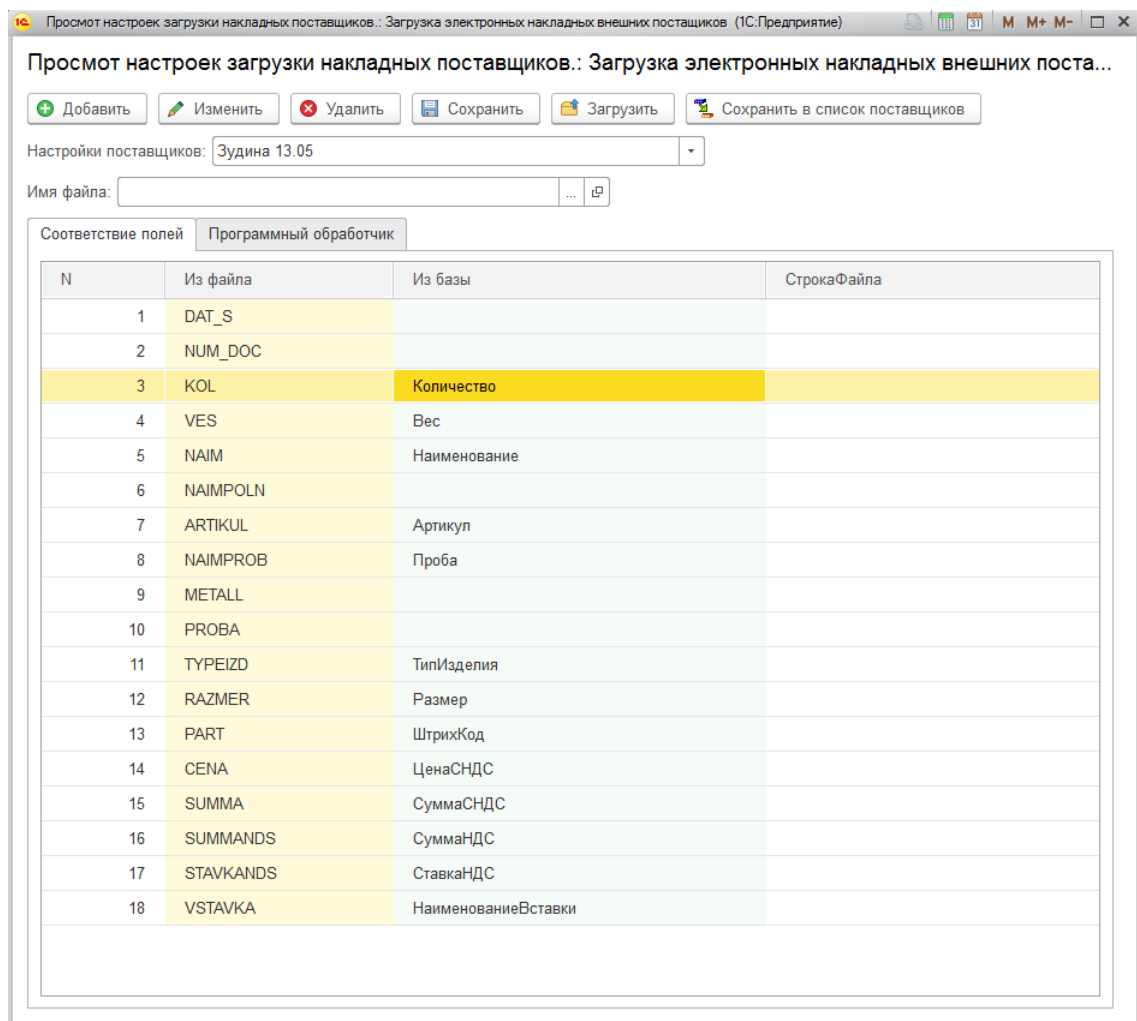 1С Просмот настроек загрузки накладных поставщиков.: Загрузка электронных накладных внешних постащиков (1С:Предприятие) 31 M M+ M-
Просмот настроек загрузки накладных поставщиков.: Загрузка электронных накладных внешних поста...
Добавить Изменить Удалить Сохранить Загрузить Сохранить в список поставщиков
Настройки поставщиков: Зудина 13.05
Имя файла: ...
Соответствие полей Программный обработчик
N Из файла Из базы СтрокаФайла
1 DAT_S
2 NUM_DOC
3 KOL Количество
4 VES Вес
5 NAIM Наименование
6 NAIMPOLN
7 ARTIKUL Артикул
8 NAIMPROB Проба
9 METALL
10 PROBA
11 TYPEIZD ТипИзделия
12 RAZMER Размер
13 PART ШтрихКод
14 CENA ЦенаСНДС
15 SUMMA СуммаСНДС
16 SUMMANDS СуммаНДС
17 STAVKANDS СтавкаНДС
18 VSTAVKA НаименованиеВставки